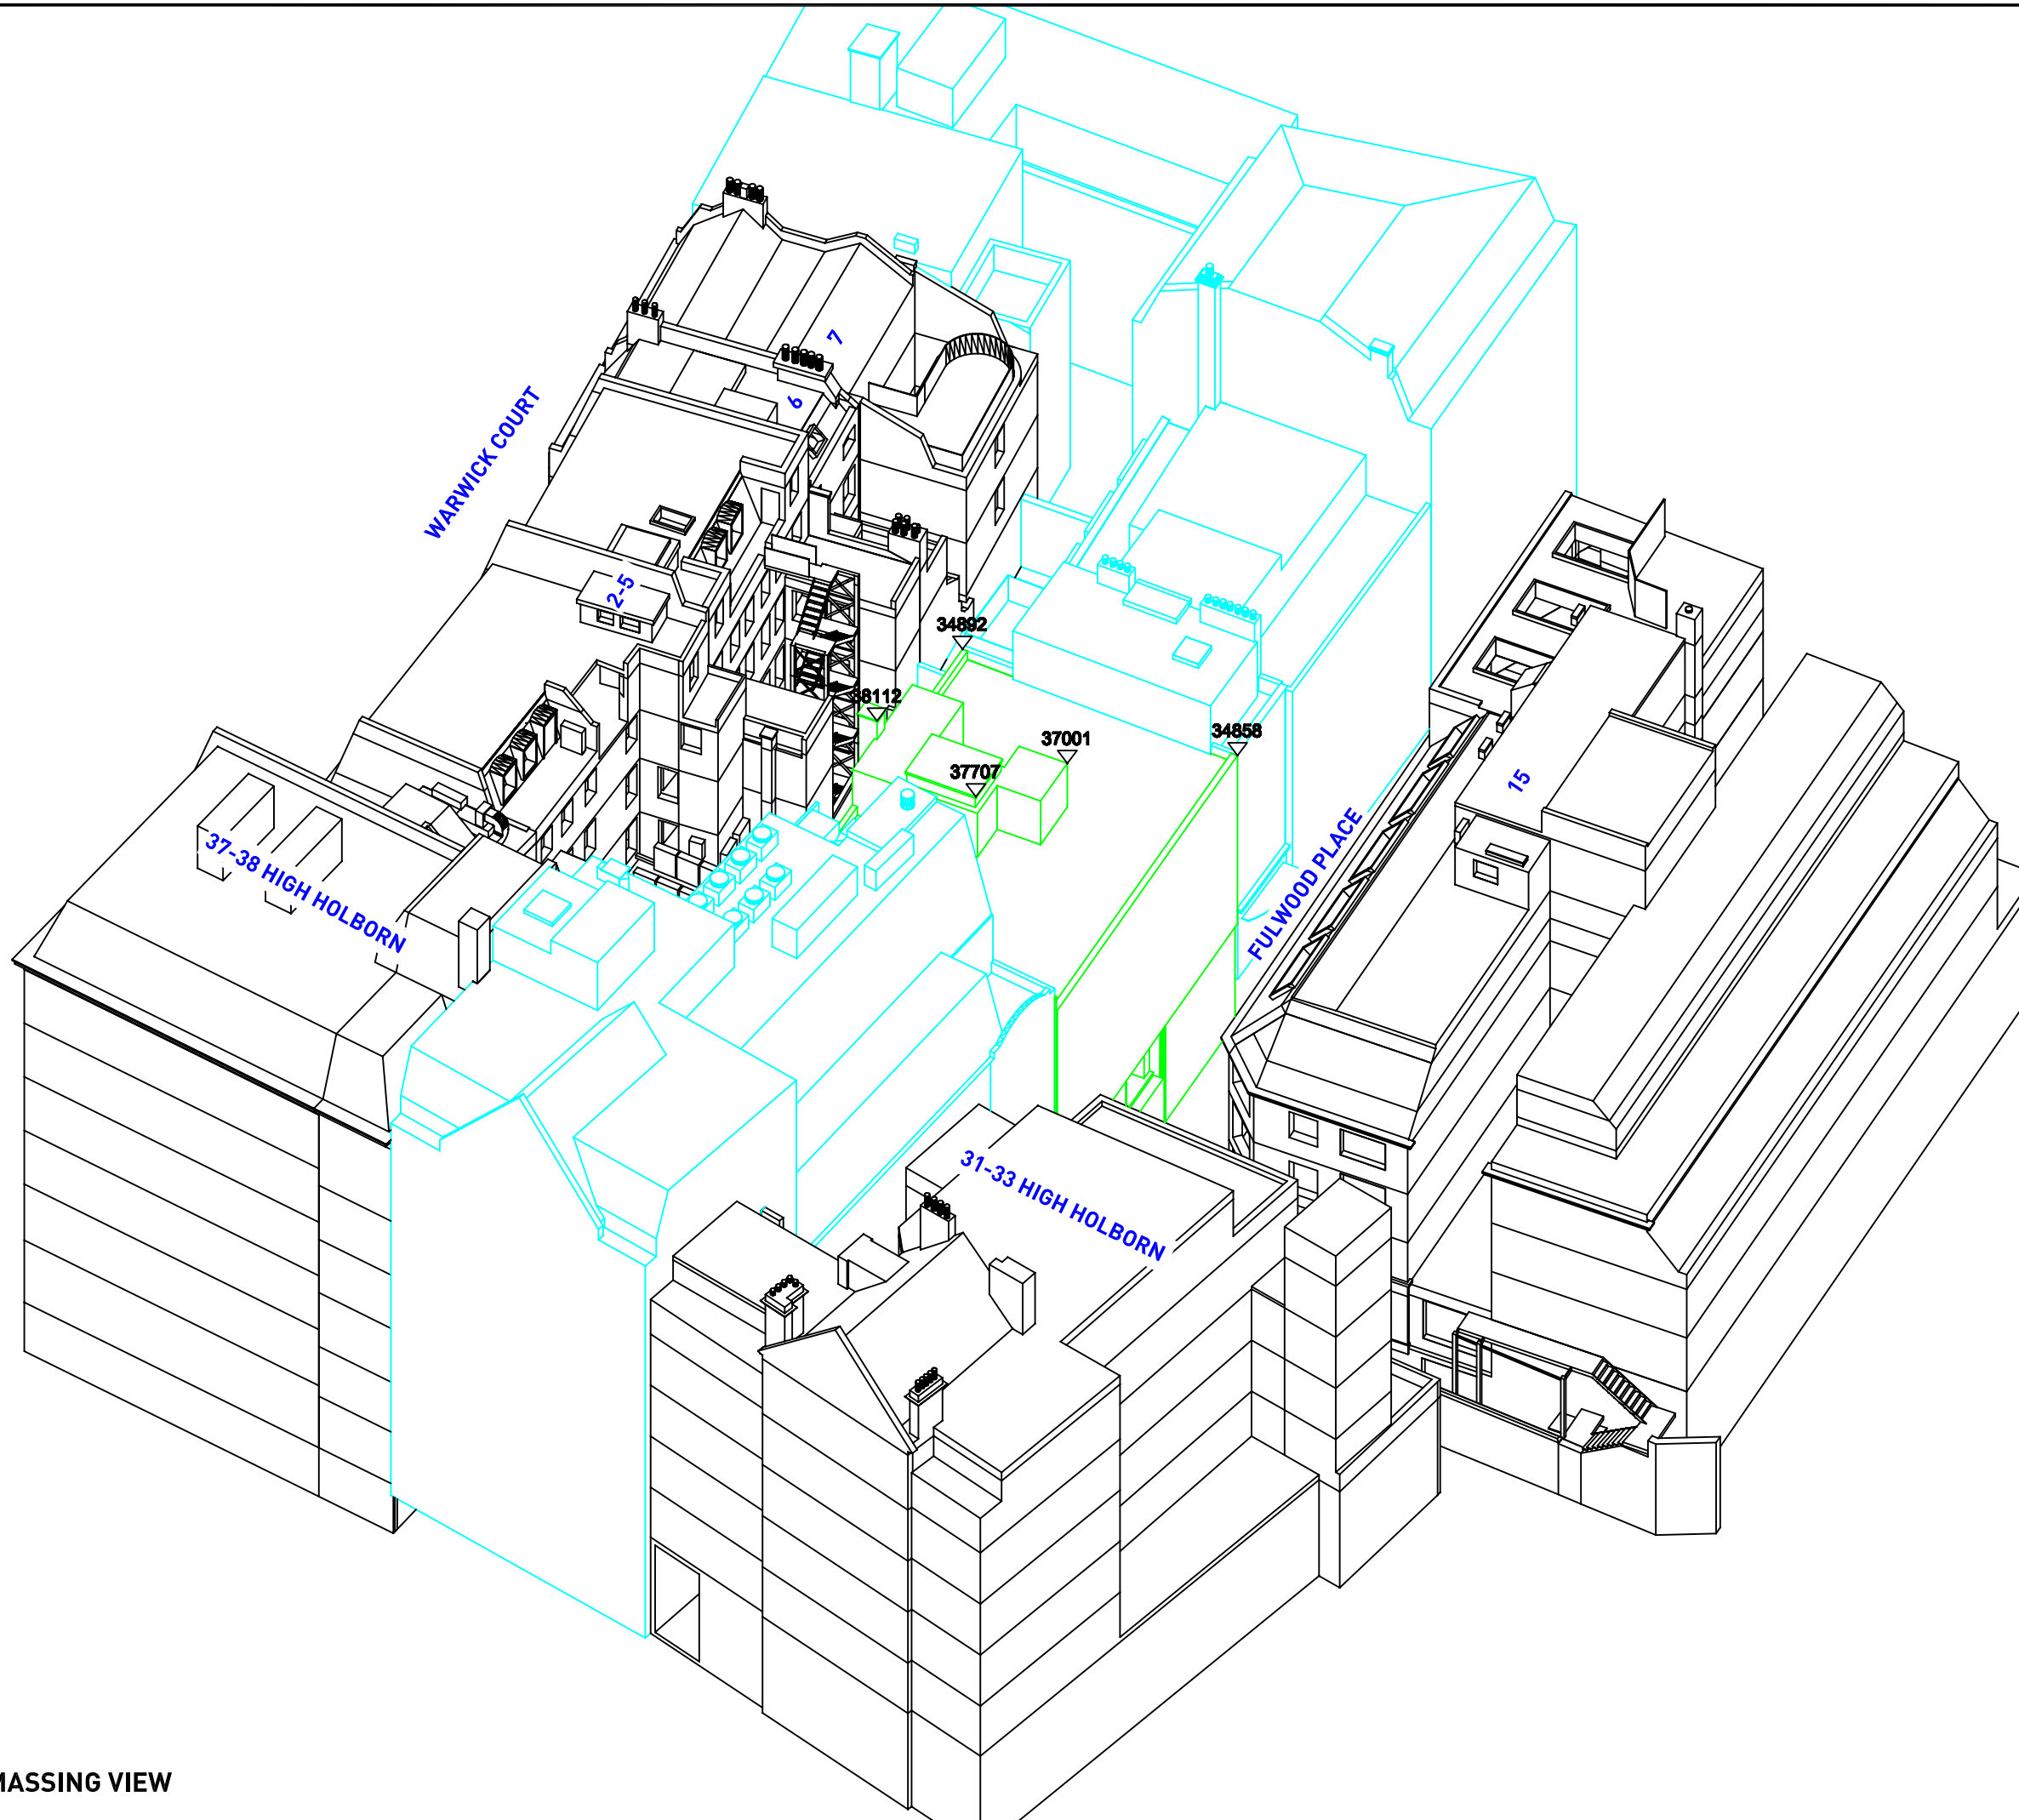 7
6
WARWICK COURT
2-5
34892
38112
37001
34858
37707
15
37-38 HIGH HOLBORN
FULWOOD PLACE
31-33 HIGH HOLBORN
MASSING VIEW